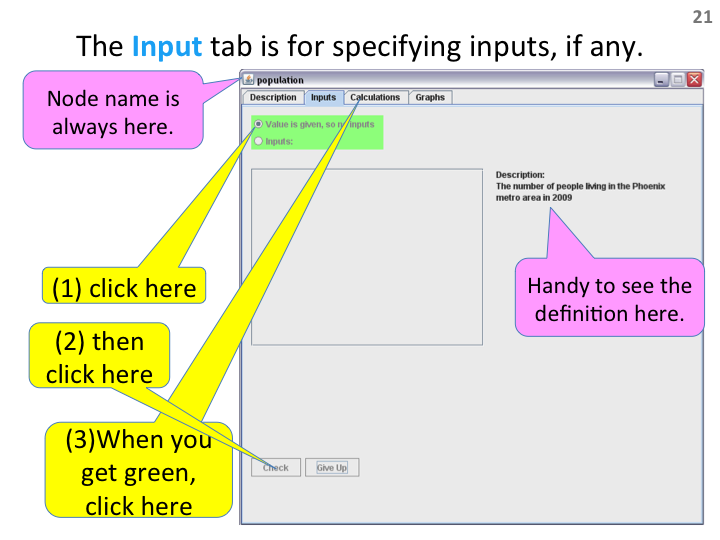 21
The Input tab is for specifying inputs, if any.
Node name is
always here.
population
Description Inputs Calculations Graphs
Value is given, so no inputs
Inputs:
Description:
The number of people living in the Phoenix
metro area in 2009
(1) click here
Handy to see the
definition here.
(2) then
click here
(3)When you
get green,
click here
Check Give Up